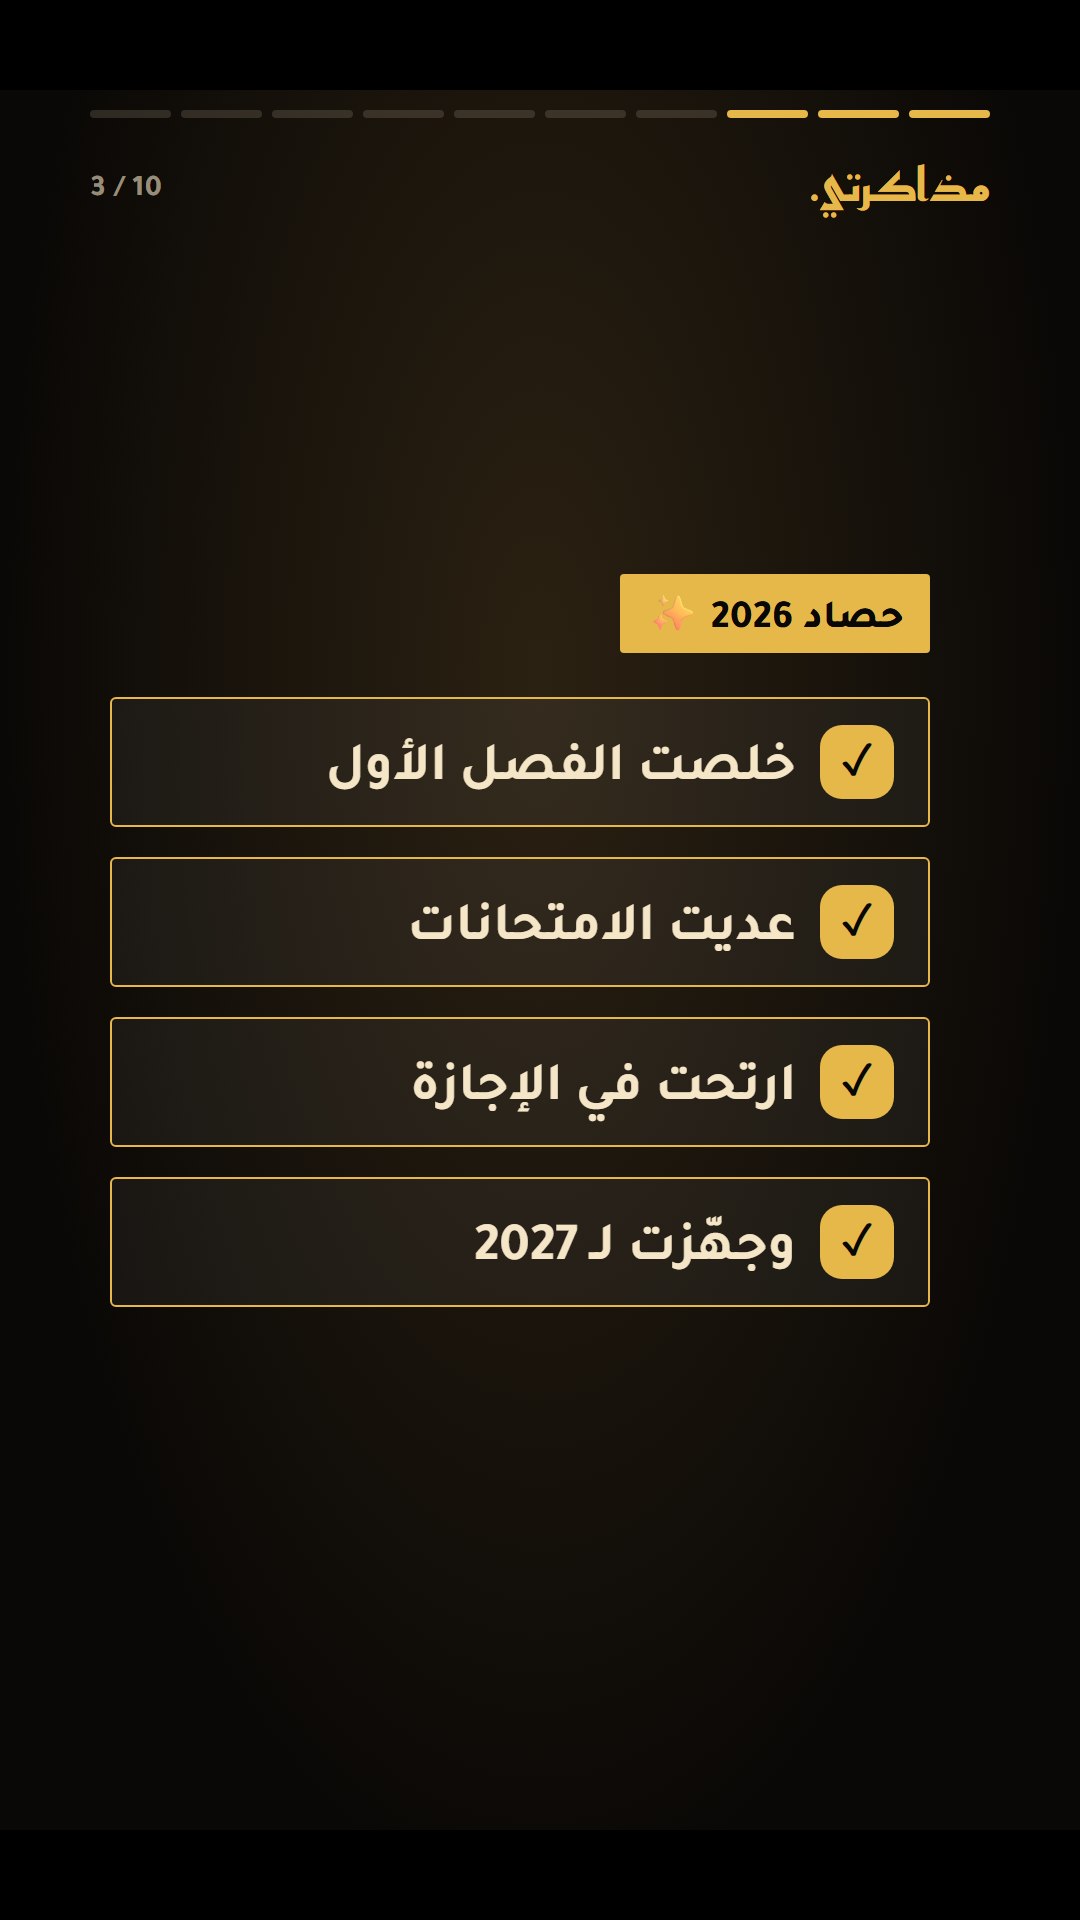 مذاكرتي.
3 / 10
حصاد 2026 ✨
✓ خلصت الفصل الأول
✓ عديت الامتحانات
✓ ارتحت في الإجازة
✓ وجهّزت لـ 2027